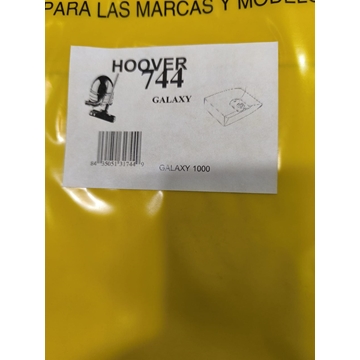 PARA LAS MARCAS Y MODELOS
HOOVER
744
GALAXY
GALAXY 1000